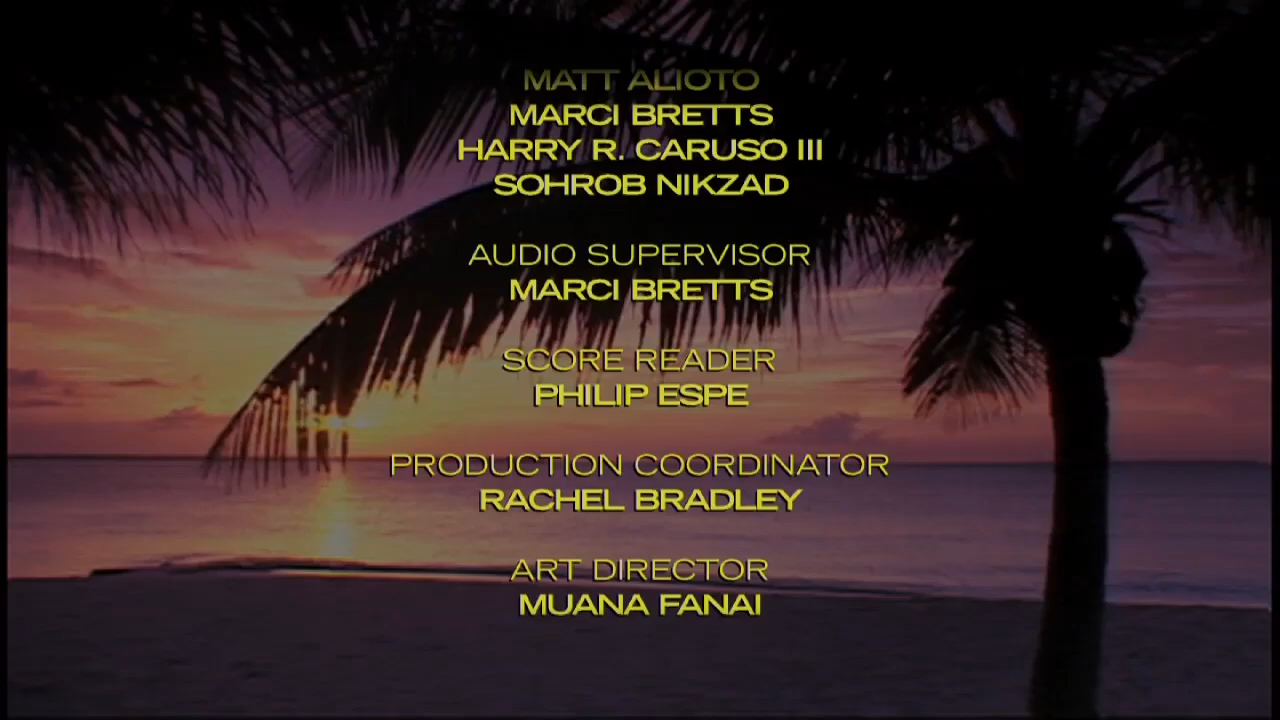 MATT ALIOTO
MARCI BRETTS
HARRY R. CARUSO III
SOHROB NIKZAD
AUDIO SUPERVISOR
MARCI BRETTS
SCORE READER
PHILIP ESPE
PRODUCTION COORDINATOR
RACHEL BRADLEY
ART DIRECTOR
MUANA FANAI